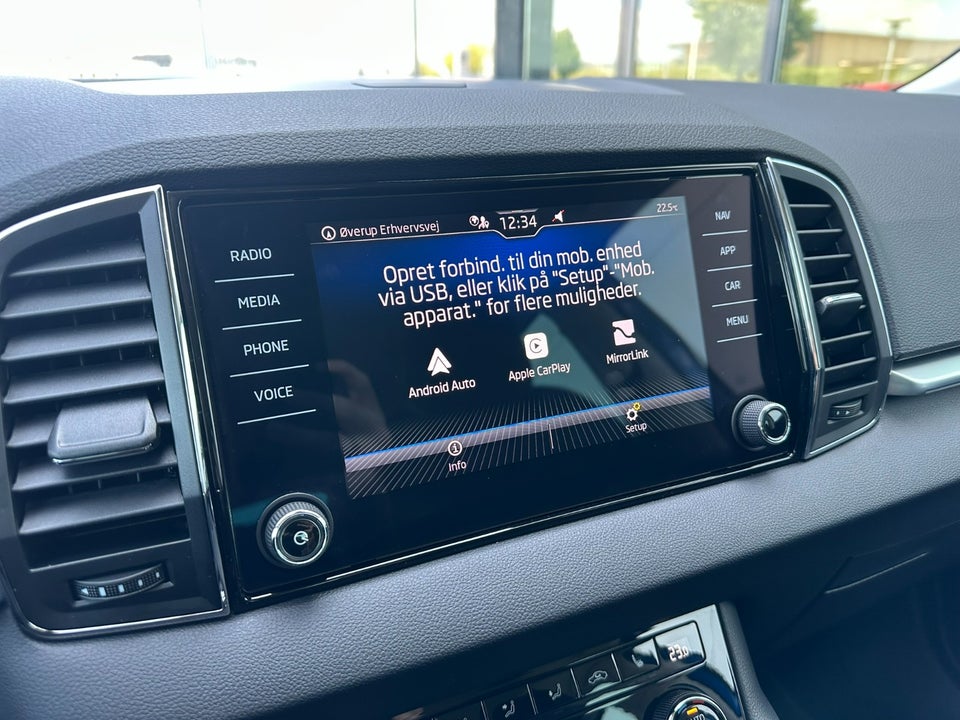 Øverup Erhvervsvej
12:34
22.5°C
RADIO
MEDIA
PHONE
VOICE
Opret forbind. til din mob. enhed
via USB, eller klik på "Setup"-"Mob.
apparat." for flere muligheder.
Android Auto
Apple CarPlay
MirrorLink
Info
Setup
NAV
APP
CAR
MENU
23.0
AUTO